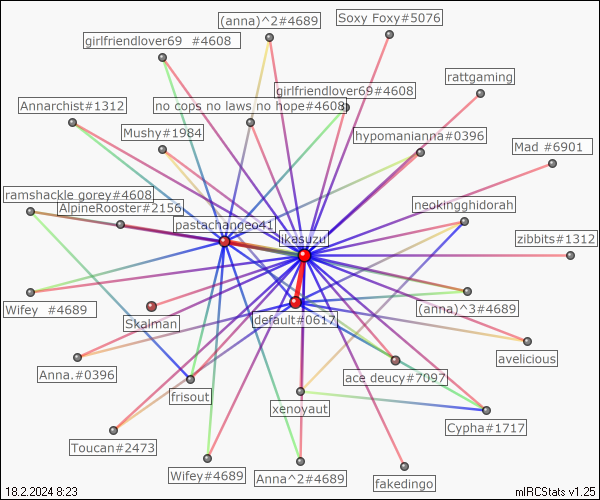 Soxy Foxy#5076
(anna)^2#4689
girlfriendlover69 #4608
rattgaming
girlfriendlover69#4608
Annarchist#1312
no cops no laws no hope#4608
Mushy#1984
hypomanianna#0396
Mad #6901
ramshackle gorey#4608
AlpineRooster#2156
neokingghidorah
pastachangeo41
ikasuzu
zibbits#1312
Wifey #4689
(anna)^3#4689
Skalman
default#0617
avelicious
Anna.#0396
ace deucy#7097
frisout
xenoyaut
Cypha#1717
Toucan#2473
Wifey#4689
Anna^2#4689
fakedingo
18.2.2024 8:23
mIRCStats v1.25